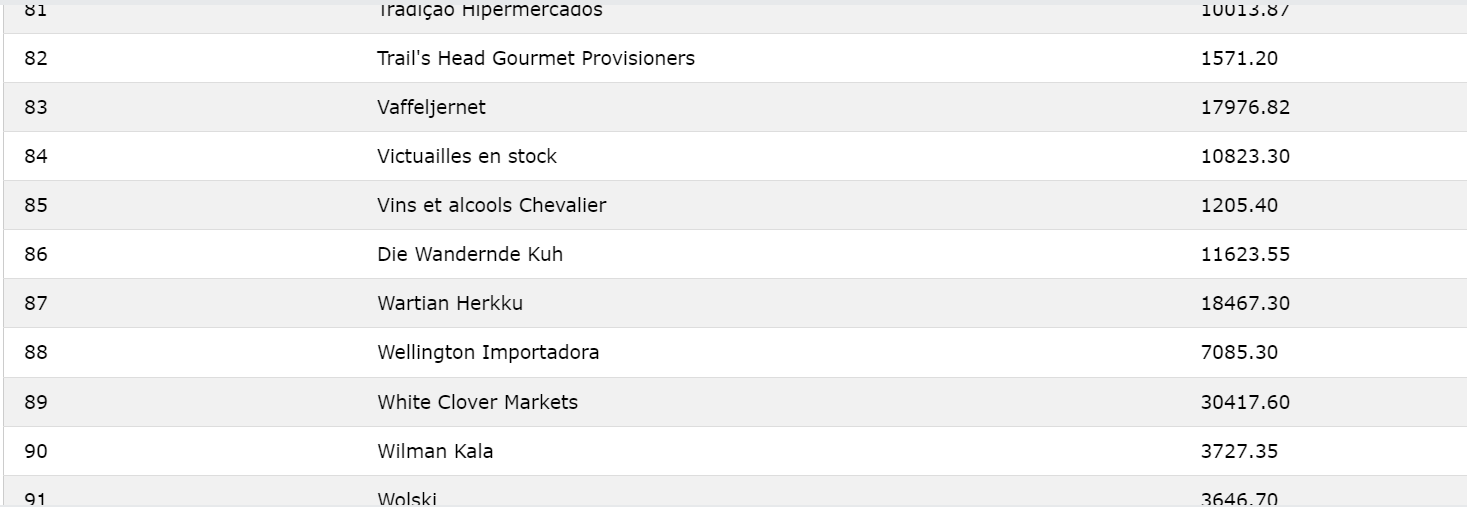 81 Tradição Hipermercados 10013.87
82 Trail's Head Gourmet Provisioners 1571.20
83 Vaffeljernet 17976.82
84 Victuailles en stock 10823.30
85 Vins et alcools Chevalier 1205.40
86 Die Wandernde Kuh 11623.55
87 Wartian Herkku 18467.30
88 Wellington Importadora 7085.30
89 White Clover Markets 30417.60
90 Wilman Kala 3727.35
91 Wolski 3646.70